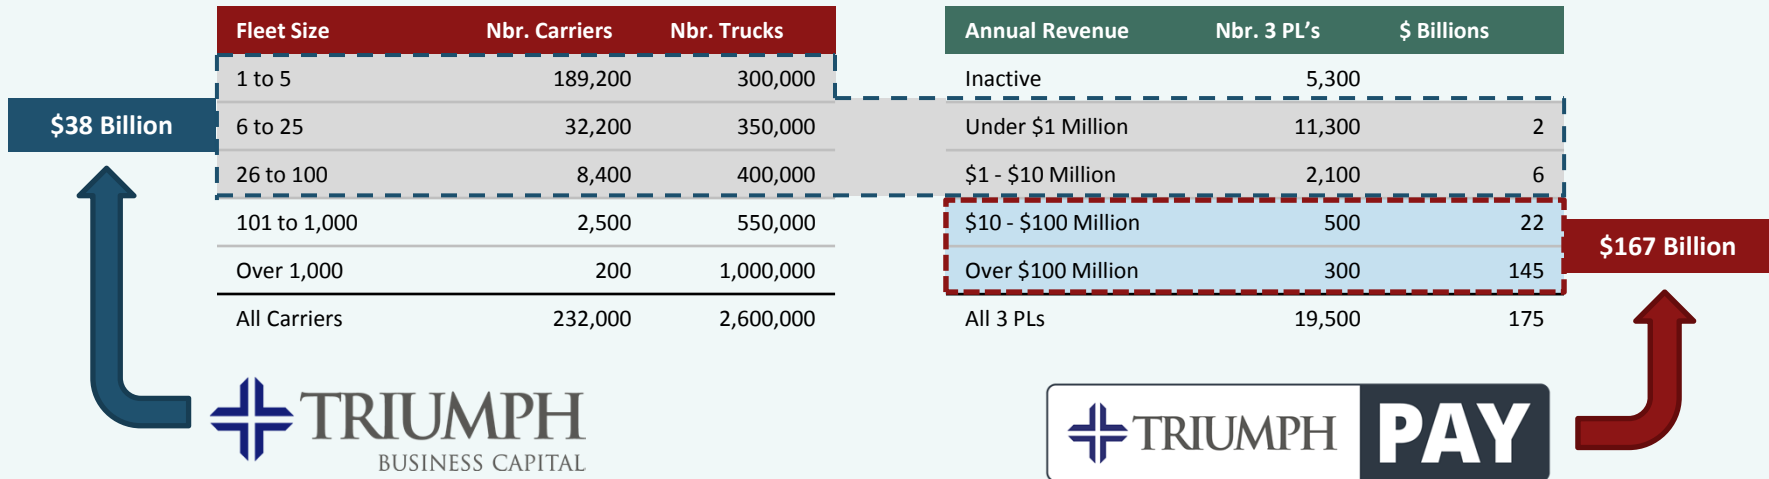 Fleet Size Nbr. Carriers Nbr. Trucks
1 to 5 189,200 300,000
6 to 25 32,200 350,000
26 to 100 8,400 400,000
101 to 1,000 2,500 550,000
Over 1,000 200 1,000,000
All Carriers 232,000 2,600,000
$38 Billion
Annual Revenue Nbr. 3 PL's $ Billions
Inactive 5,300
Under $1 Million 11,300 2
$1 - $10 Million 2,100 6
$10 - $100 Million 500 22
Over $100 Million 300 145
All 3 PLs 19,500 175
$167 Billion
TRIUMPH
BUSINESS CAPITAL
TRIUMPH PAY